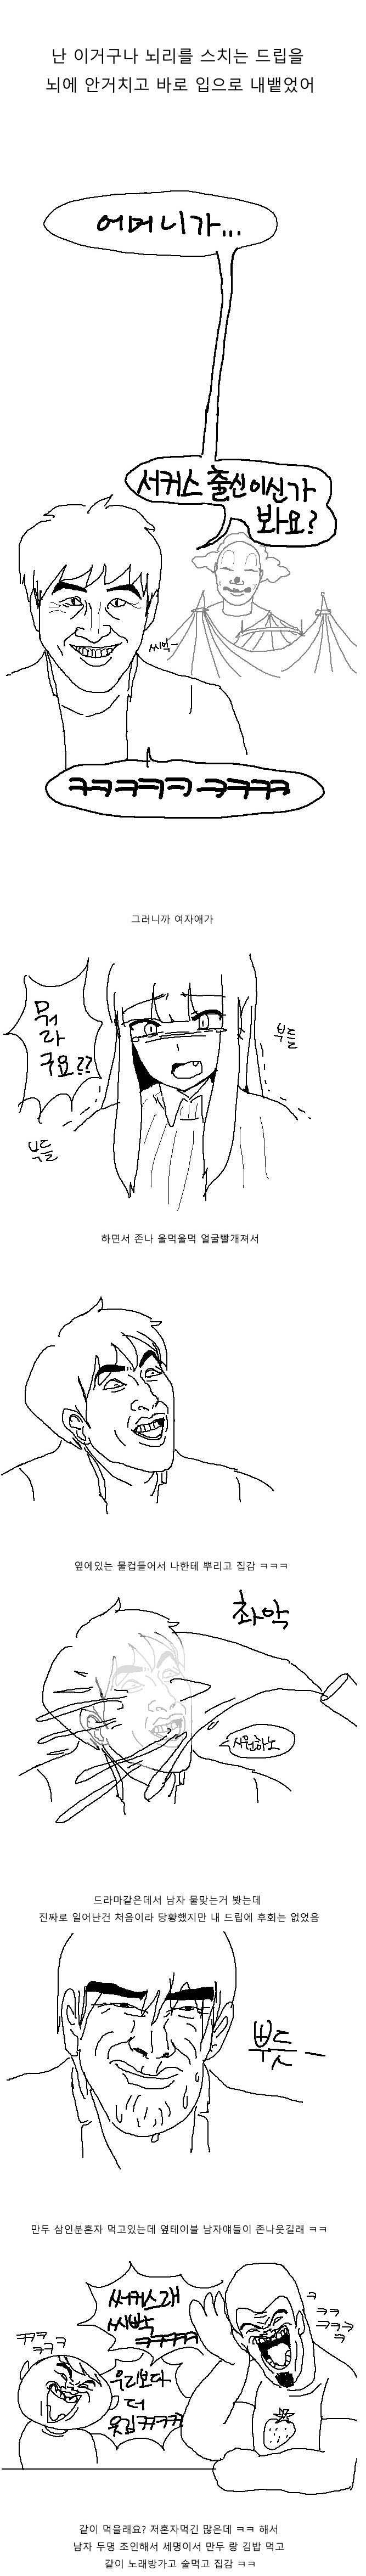 난 이거구나 뇌리를 스치는 드립을
뇌에 안거치고 바로 입으로 내뱉었어
어머니가...
서커스 출신이신가
봐요?
씨익~
ㅋㅋㅋㅋㅋㅋㅋㅋㅋ
그러니까 여자애가
뭐
라
구요??
부들
부들
하면서 존나 울먹울먹 얼굴빨개져서
옆에있는 물컵들어서 나한테 뿌리고 집감 ㅋㅋㅋ
촤악
시원하노
드라마같은데서 남자 물맞는거 봣는데
진짜로 일어난건 처음이라 당황했지만 내 드립에 후회는 없었음
뿌듯~
만두 삼인분혼자 먹고있는데 옆테이블 남자얘들이 존나웃길래 ㅋㅋ
써커스래
씨빡
ㅋㅋㅋㅋㅋ
ㅋ
ㅋㅋ
ㅋㅋㅋㅋ
ㅋ
ㅋㅋㅋ
ㅋㅋㅋ
우리보다
더
웃김ㅋㅋㅋㅋ
같이 먹을래요? 저혼자먹긴 많은데 ㅋㅋ 해서
남자 두명 조인해서 세명이서 만두 랑 김밥 먹고
같이 노래방가고 술먹고 집감 ㅋㅋ